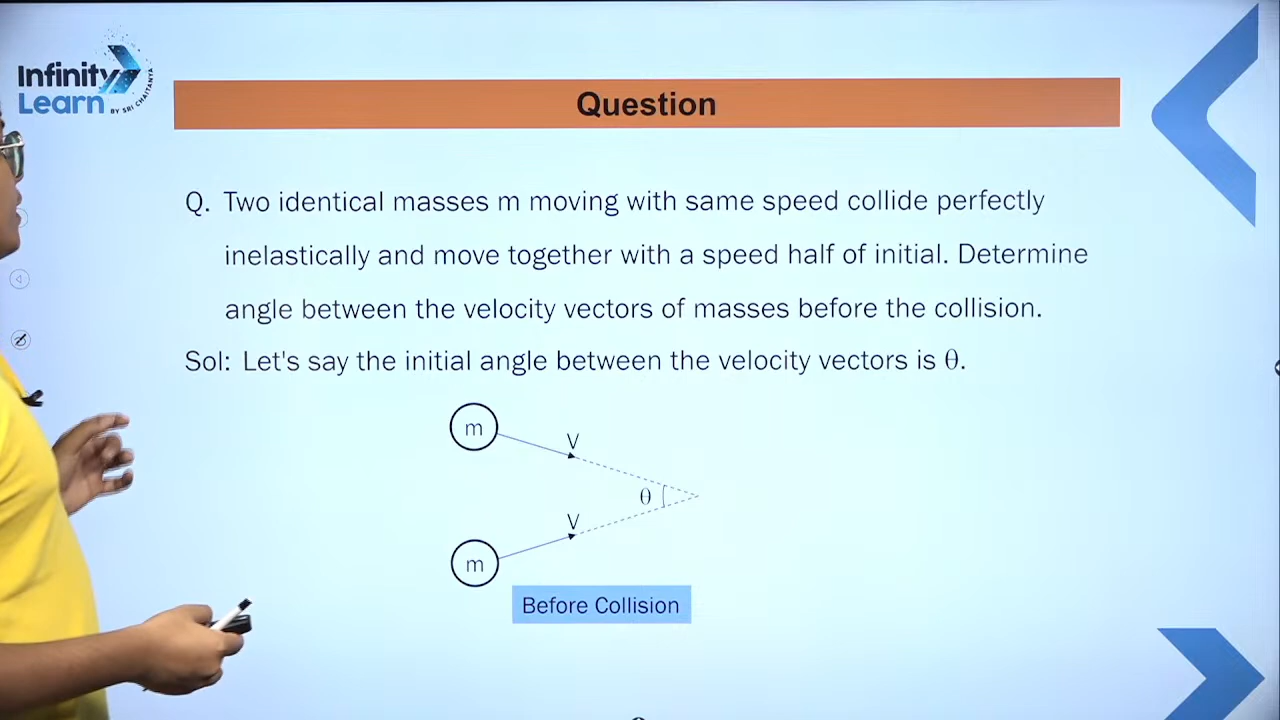 Infinity
Learn
BY SRI CHAITANYA
Question
Q. Two identical masses m moving with same speed collide perfectly
inelastically and move together with a speed half of initial. Determine
angle between the velocity vectors of masses before the collision.
Sol: Let's say the initial angle between the velocity vectors is θ.
m
V
θ
V
m
Before Collision